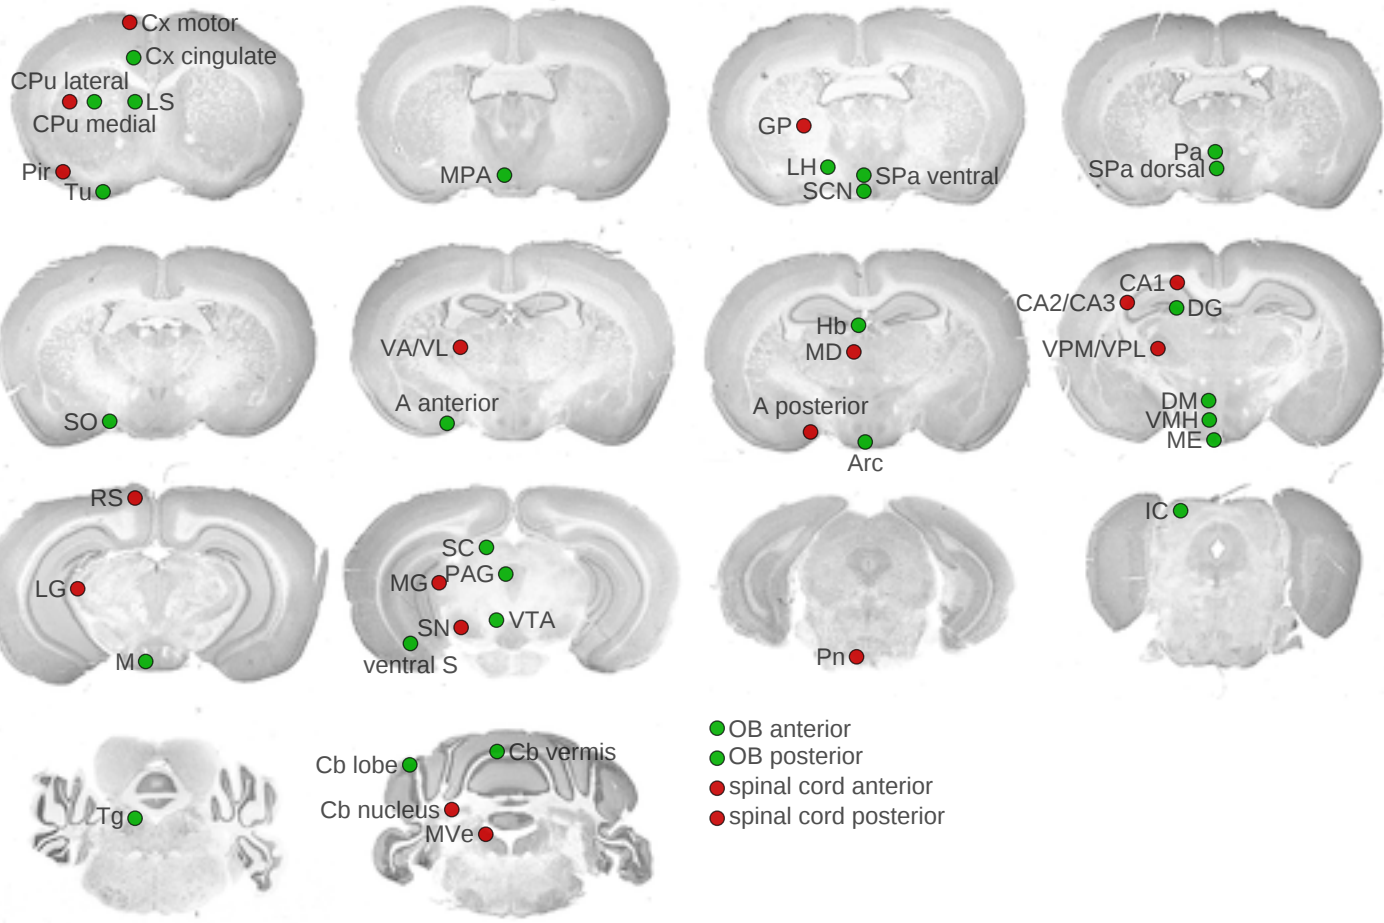 Cx motor
Cx cingulate
CPu lateral
LS
CPu medial
Pir
Tu
MPA
GP
LH
SPa ventral
SCN
Pa
SPa dorsal
SO
VA/VL
A anterior
Hb
MD
A posterior
Arc
CA1
CA2/CA3
DG
VPM/VPL
DM
VMH
ME
RS
LG
M
SC
MG
PAG
SN
VTA
ventral S
Pn
IC
Tg
Cb lobe
Cb vermis
Cb nucleus
MVe
OB anterior
OB posterior
spinal cord anterior
spinal cord posterior